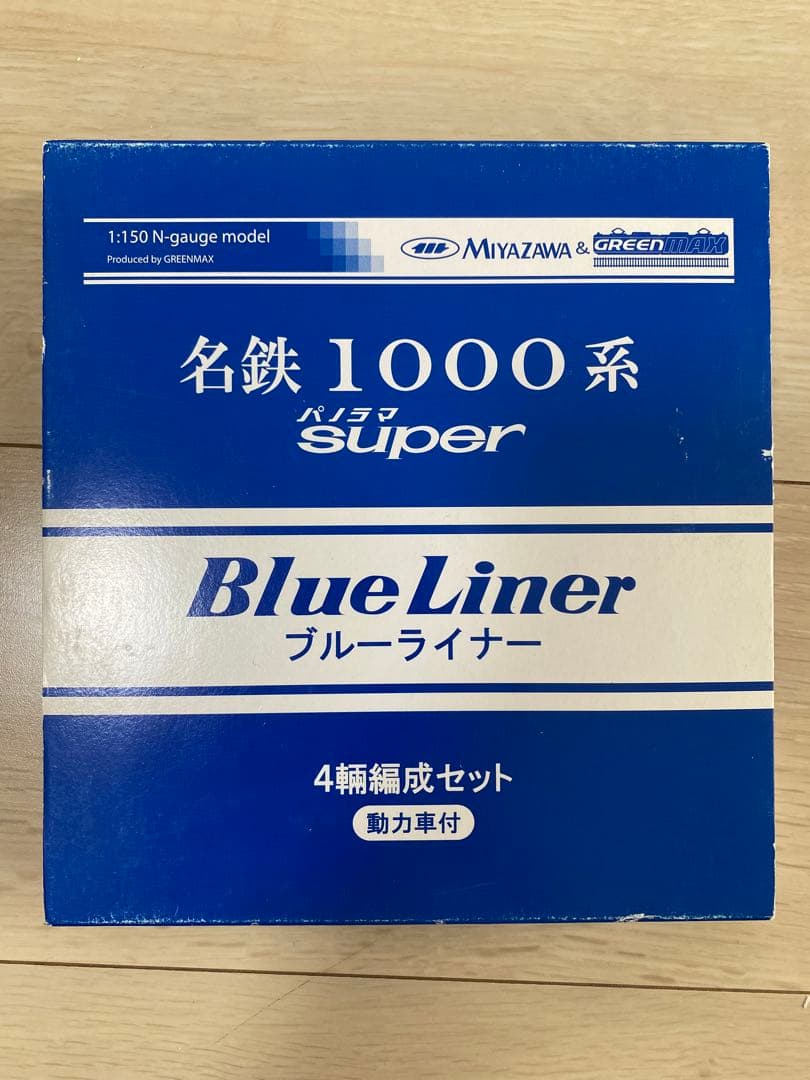 1:150 N-gauge model
Produced by GREENMAX
MIYAZAWA & GREENMAX
名鉄1000系
パノラマ
super
Blue Liner
ブルーライナー
4輛編成セット
動力車付